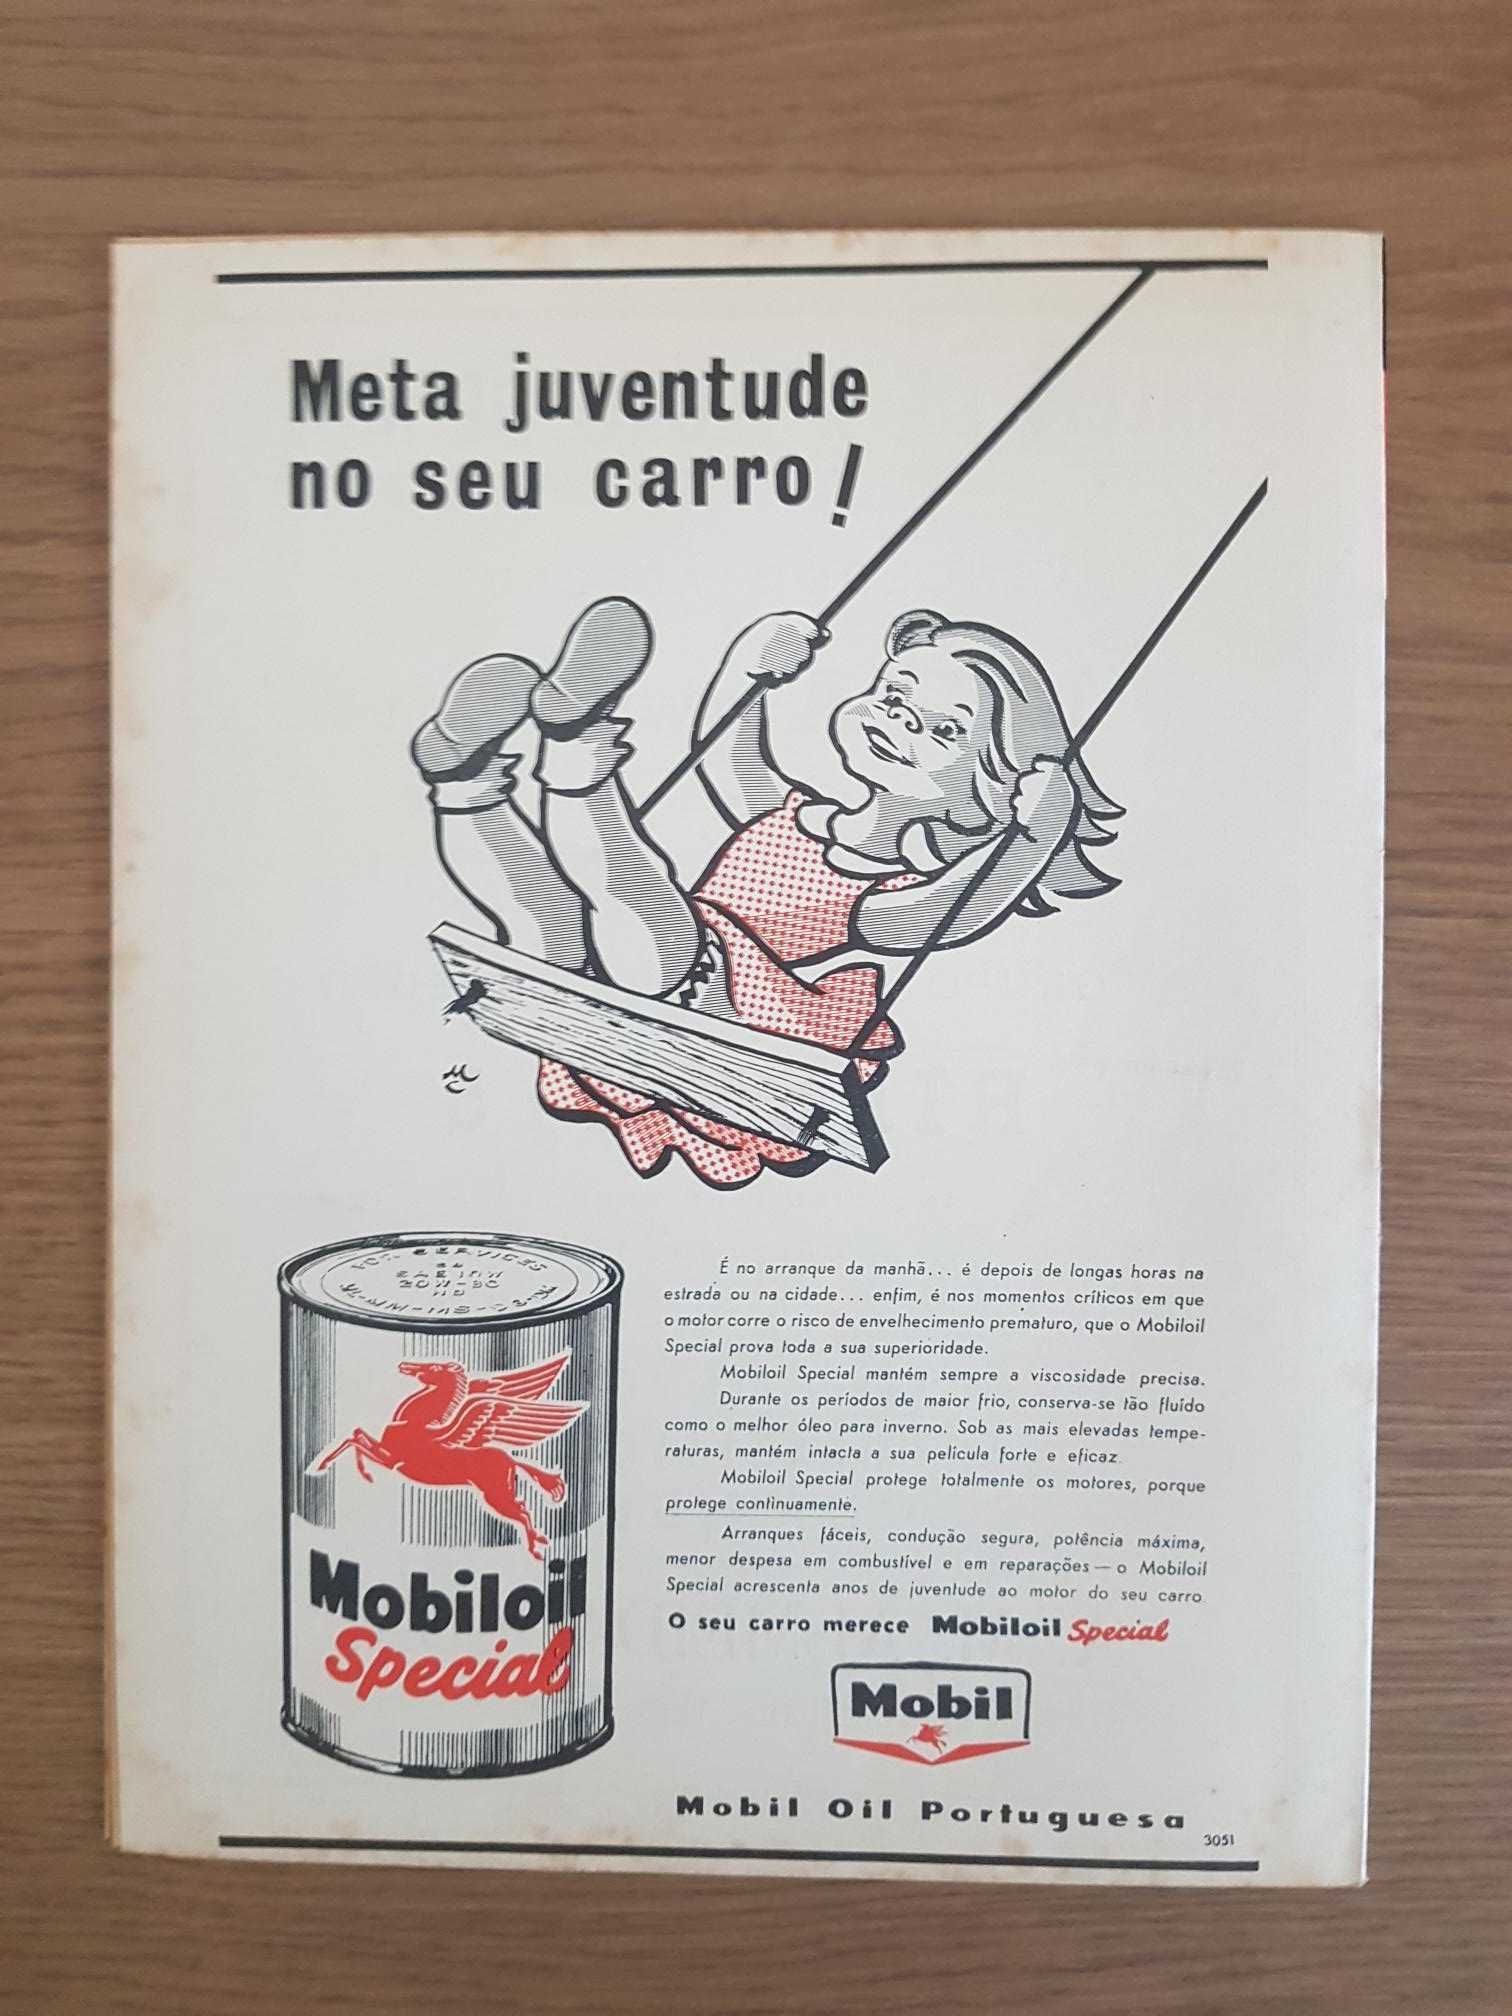 Meta juventude
no seu carro!
FOR SERVICES
SAE 10W
20W-30
Mobiloil
Special
É no arranque da manhã... é depois de longas horas na
estrada ou na cidade... enfim, é nos momentos críticos em que
o motor corre o risco de envelhecimento prematuro, que o Mobiloil
Special prova toda a sua superioridade.
Mobiloil Special mantém sempre a viscosidade precisa.
Durante os períodos de maior frio, conserva-se tão fluído
como o melhor óleo para inverno. Sob as mais elevadas tempe-
raturas, mantém intacta a sua película forte e eficaz.
Mobiloil Special protege totalmente os motores, porque
protege continuamente.
Arranques fáceis, condução segura, potência máxima,
menor despesa em combustível e em reparações — o Mobiloil
Special acrescenta anos de juventude ao motor do seu carro.
O seu carro merece Mobiloil Special
Mobil
Mobil Oil Portuguesa
3051